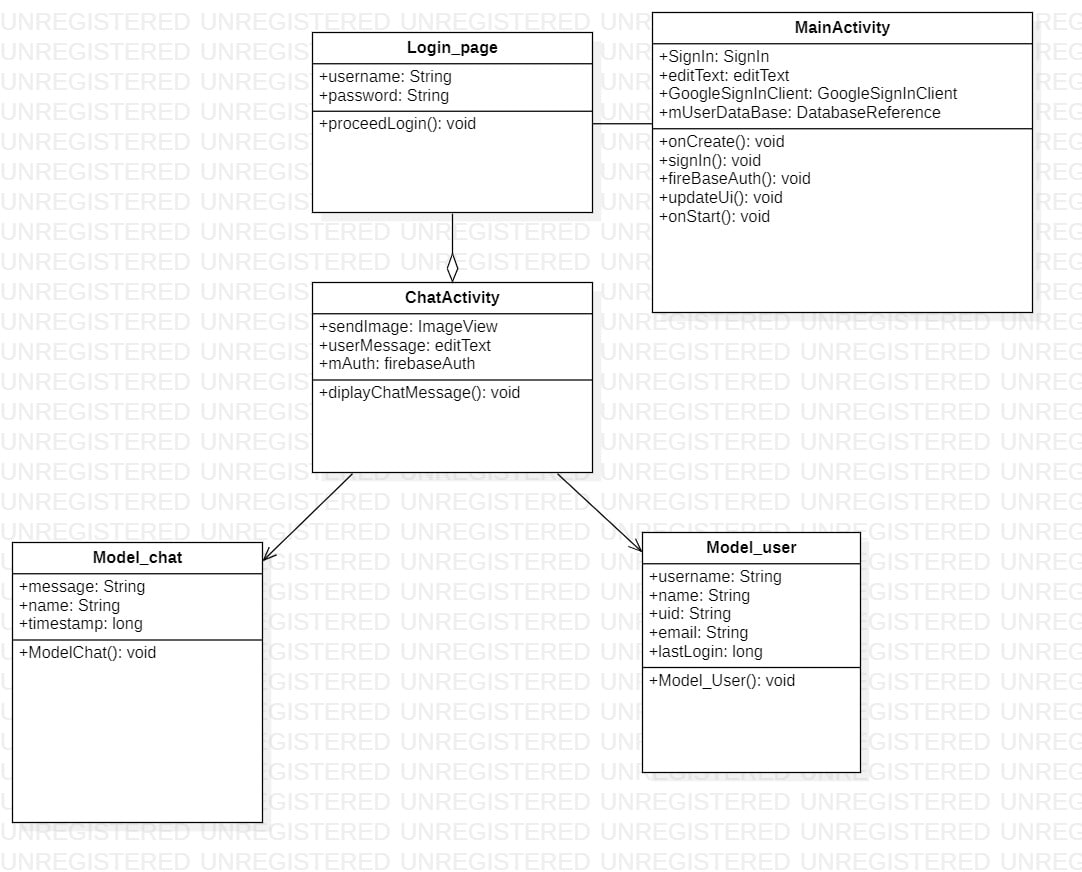 Login_page
+username: String
+password: String
+proceedLogin(): void
MainActivity
+SignIn: SignIn
+editText: editText
+GoogleSignInClient: GoogleSignInClient
+mUserDataBase: DatabaseReference
+onCreate(): void
+signIn(): void
+fireBaseAuth(): void
+updateUi(): void
+onStart(): void
ChatActivity
+sendImage: ImageView
+userMessage: editText
+mAuth: firebaseAuth
+diplayChatMessage(): void
Model_chat
+message: String
+name: String
+timestamp: long
+ModelChat(): void
Model_user
+username: String
+name: String
+uid: String
+email: String
+lastLogin: long
+Model_User(): void
UNREGISTERED